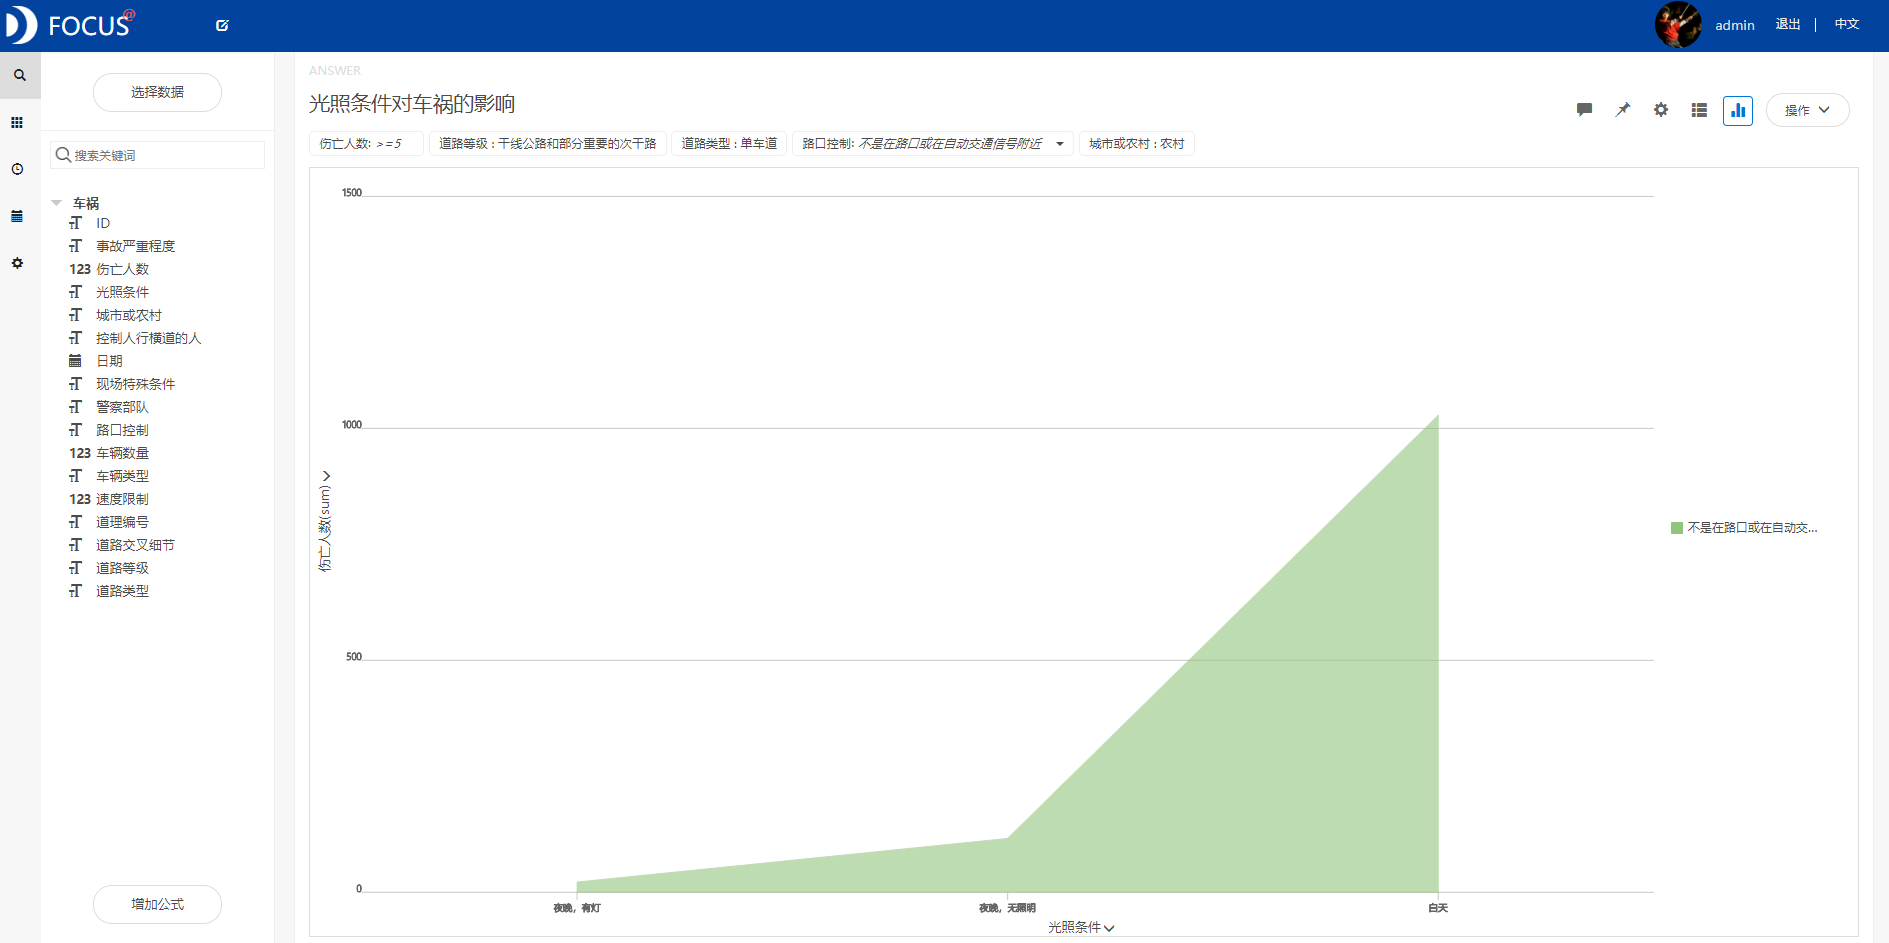 FOCUS@
admin 退出 | 中文
选择数据
搜索关键词
车祸
ID
事故严重程度
123 伤亡人数
光照条件
城市或农村
控制人行横道的人
日期
现场特殊条件
警察部队
路口控制
123 车辆数量
车辆类型
123 速度限制
道理编号
道路交叉细节
道路等级
道路类型
增加公式
ANSWER
光照条件对车祸的影响
操作
伤亡人数: >=5 道路等级 : 干线公路和部分重要的次干路 道路类型 : 单车道 路口控制: 不是在路口或在自动交通信号附近 城市或农村 : 农村
1500
1000
500
0
伤亡人数(sum)
夜晚，有灯 夜晚，无照明 白天
光照条件
不是在路口或在自动交...